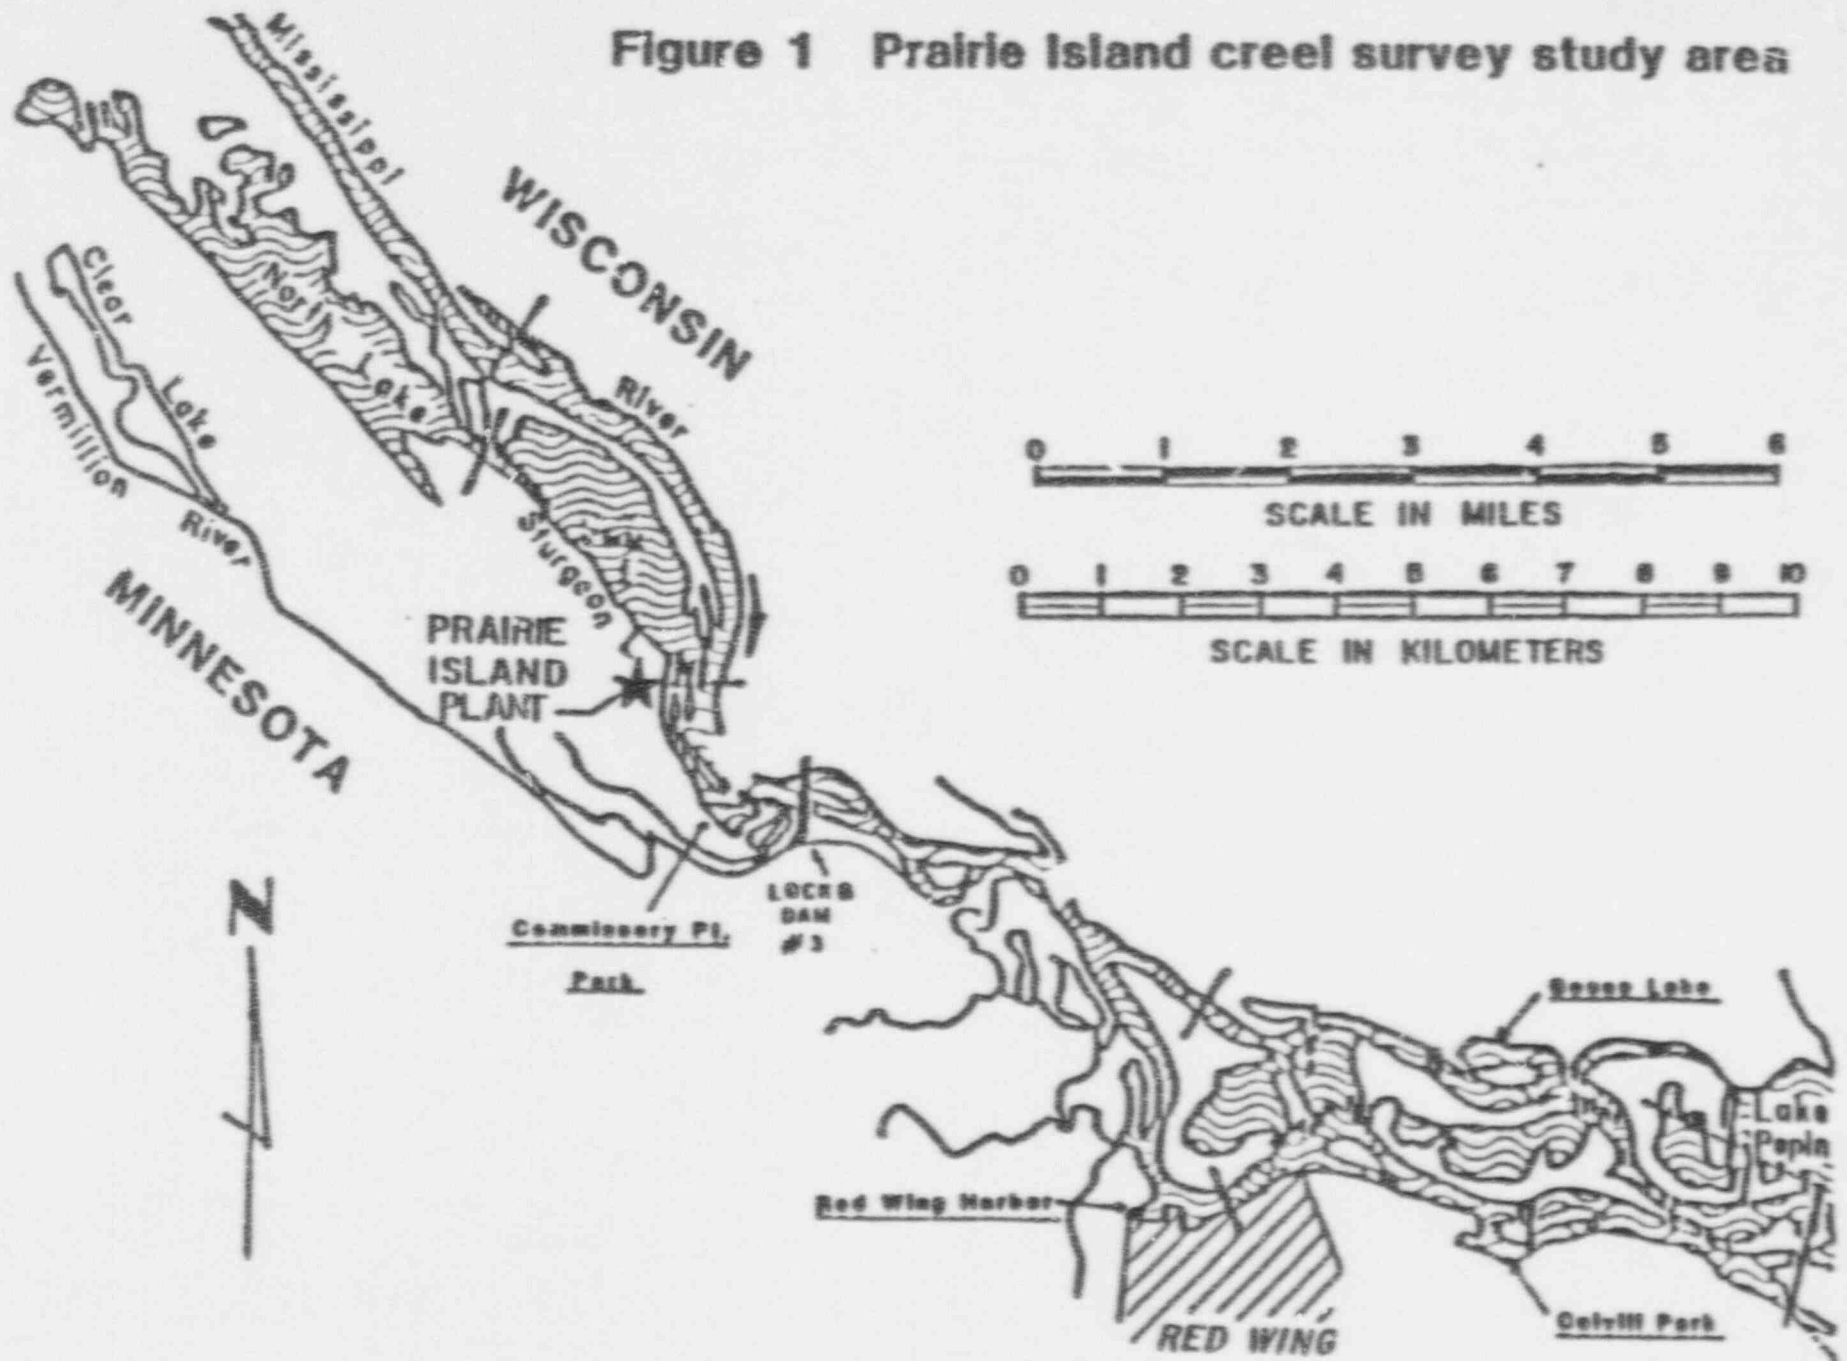 Figure 1 Prairie Island creel survey study area
Mississippi
WISCONSIN
River
North
Lake
Clear
Lake
Vermillion
River
MINNESOTA
Sturgeon
PRAIRIE
ISLAND
PLANT
0 1 2 3 4 5 6
SCALE IN MILES
0 1 2 3 4 5 6 7 8 9 10
SCALE IN KILOMETERS
LOCK &
DAM
#3
Commissary Pt.
Park
N
Goose Lake
Lake
Pepin
Red Wing Harbor
RED WING
Colvill Park